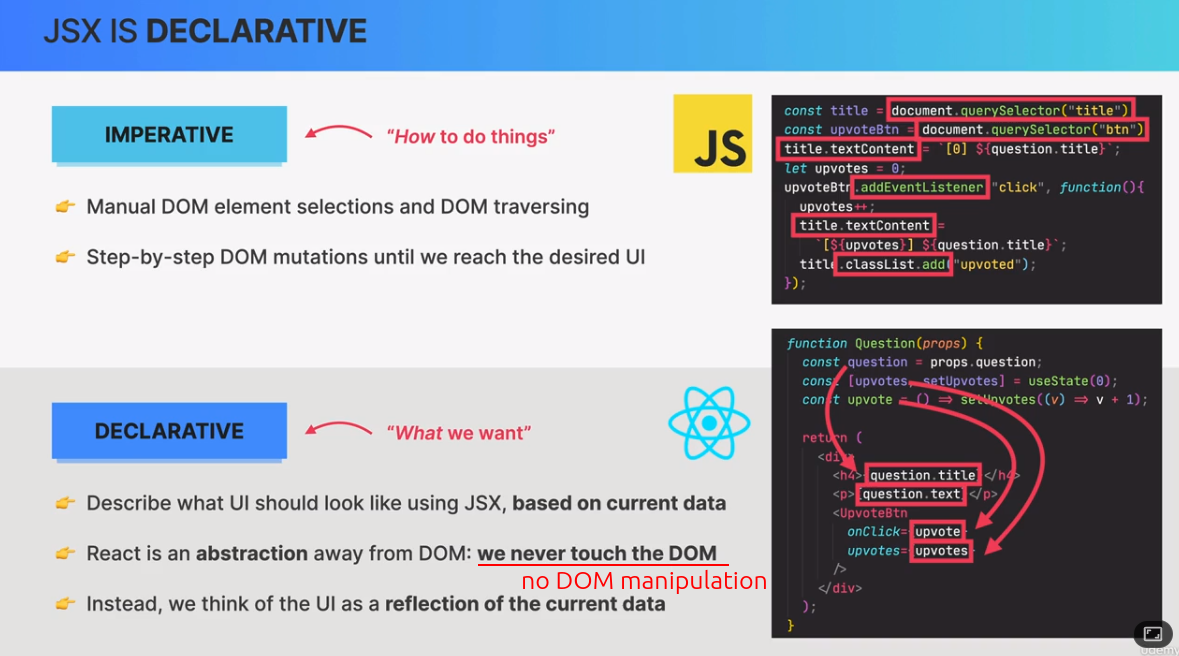 JSX IS DECLARATIVE
IMPERATIVE
“How to do things”
👉 Manual DOM element selections and DOM traversing
👉 Step-by-step DOM mutations until we reach the desired UI
JS
const title = document.querySelector("title")
const upvoteBtn = document.querySelector("btn")
title.textContent = `[0] ${question.title}`;
let upvotes = 0;
upvoteBtn.addEventListener "click", function(){
upvotes++;
title.textContent =
`[${upvotes}] ${question.title}`;
title.classList.add("upvoted");
});
DECLARATIVE
“What we want”
👉 Describe what UI should look like using JSX, based on current data
👉 React is an abstraction away from DOM: we never touch the DOM
no DOM manipulation
👉 Instead, we think of the UI as a reflection of the current data
function Question(props) {
const question = props.question;
const [upvotes, setUpvotes] = useState(0);
const upvote = () => setUpvotes((v) => v + 1);
return (
<div>
<h4> question.title </h4>
<p> question.text </p>
<UpvoteBtn
onClick= upvote
upvotes= upvotes
/>
</div>
);
}
udemy